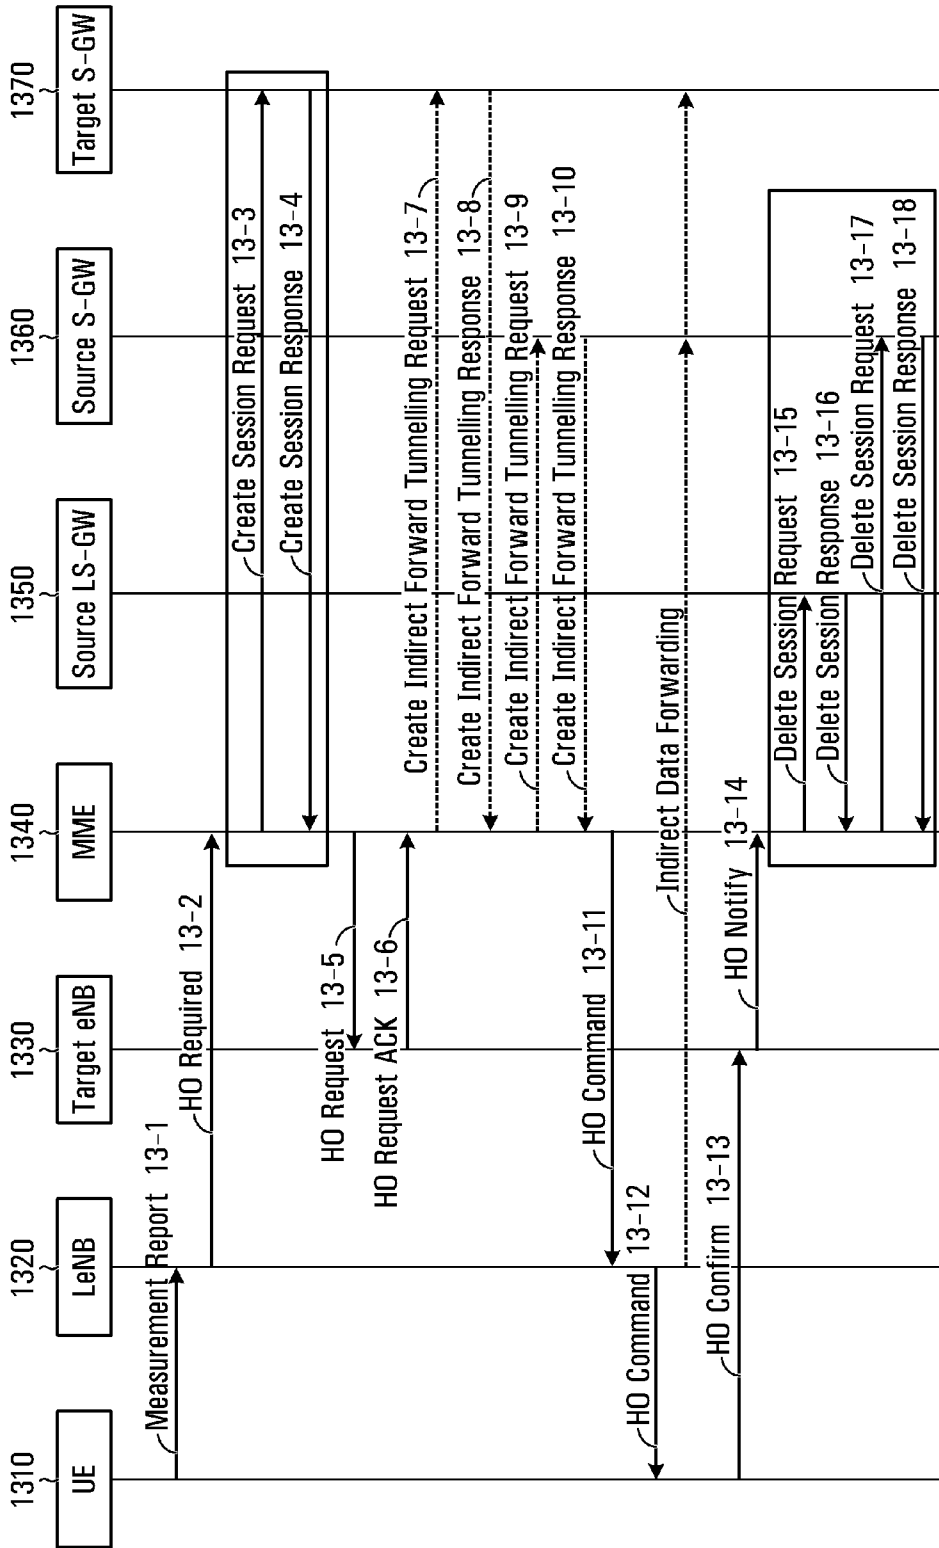 1310
UE
1320
LeNB
1330
Target eNB
1340
MME
1350
Source LS-GW
1360
Source S-GW
1370
Target S-GW
Measurement Report 13-1
HO Required 13-2
Create Session Request 13-3
Create Session Response 13-4
HO Request 13-5
HO Request ACK 13-6
Create Indirect Forward Tunnelling Request 13-7
Create Indirect Forward Tunnelling Response 13-8
Create Indirect Forward Tunnelling Request 13-9
Create Indirect Forward Tunnelling Response 13-10
HO Command 13-11
HO Command 13-12
Indirect Data Forwarding
HO Confirm 13-13
HO Notify 13-14
Delete Session Request 13-15
Delete Session Response 13-16
Delete Session Request 13-17
Delete Session Response 13-18